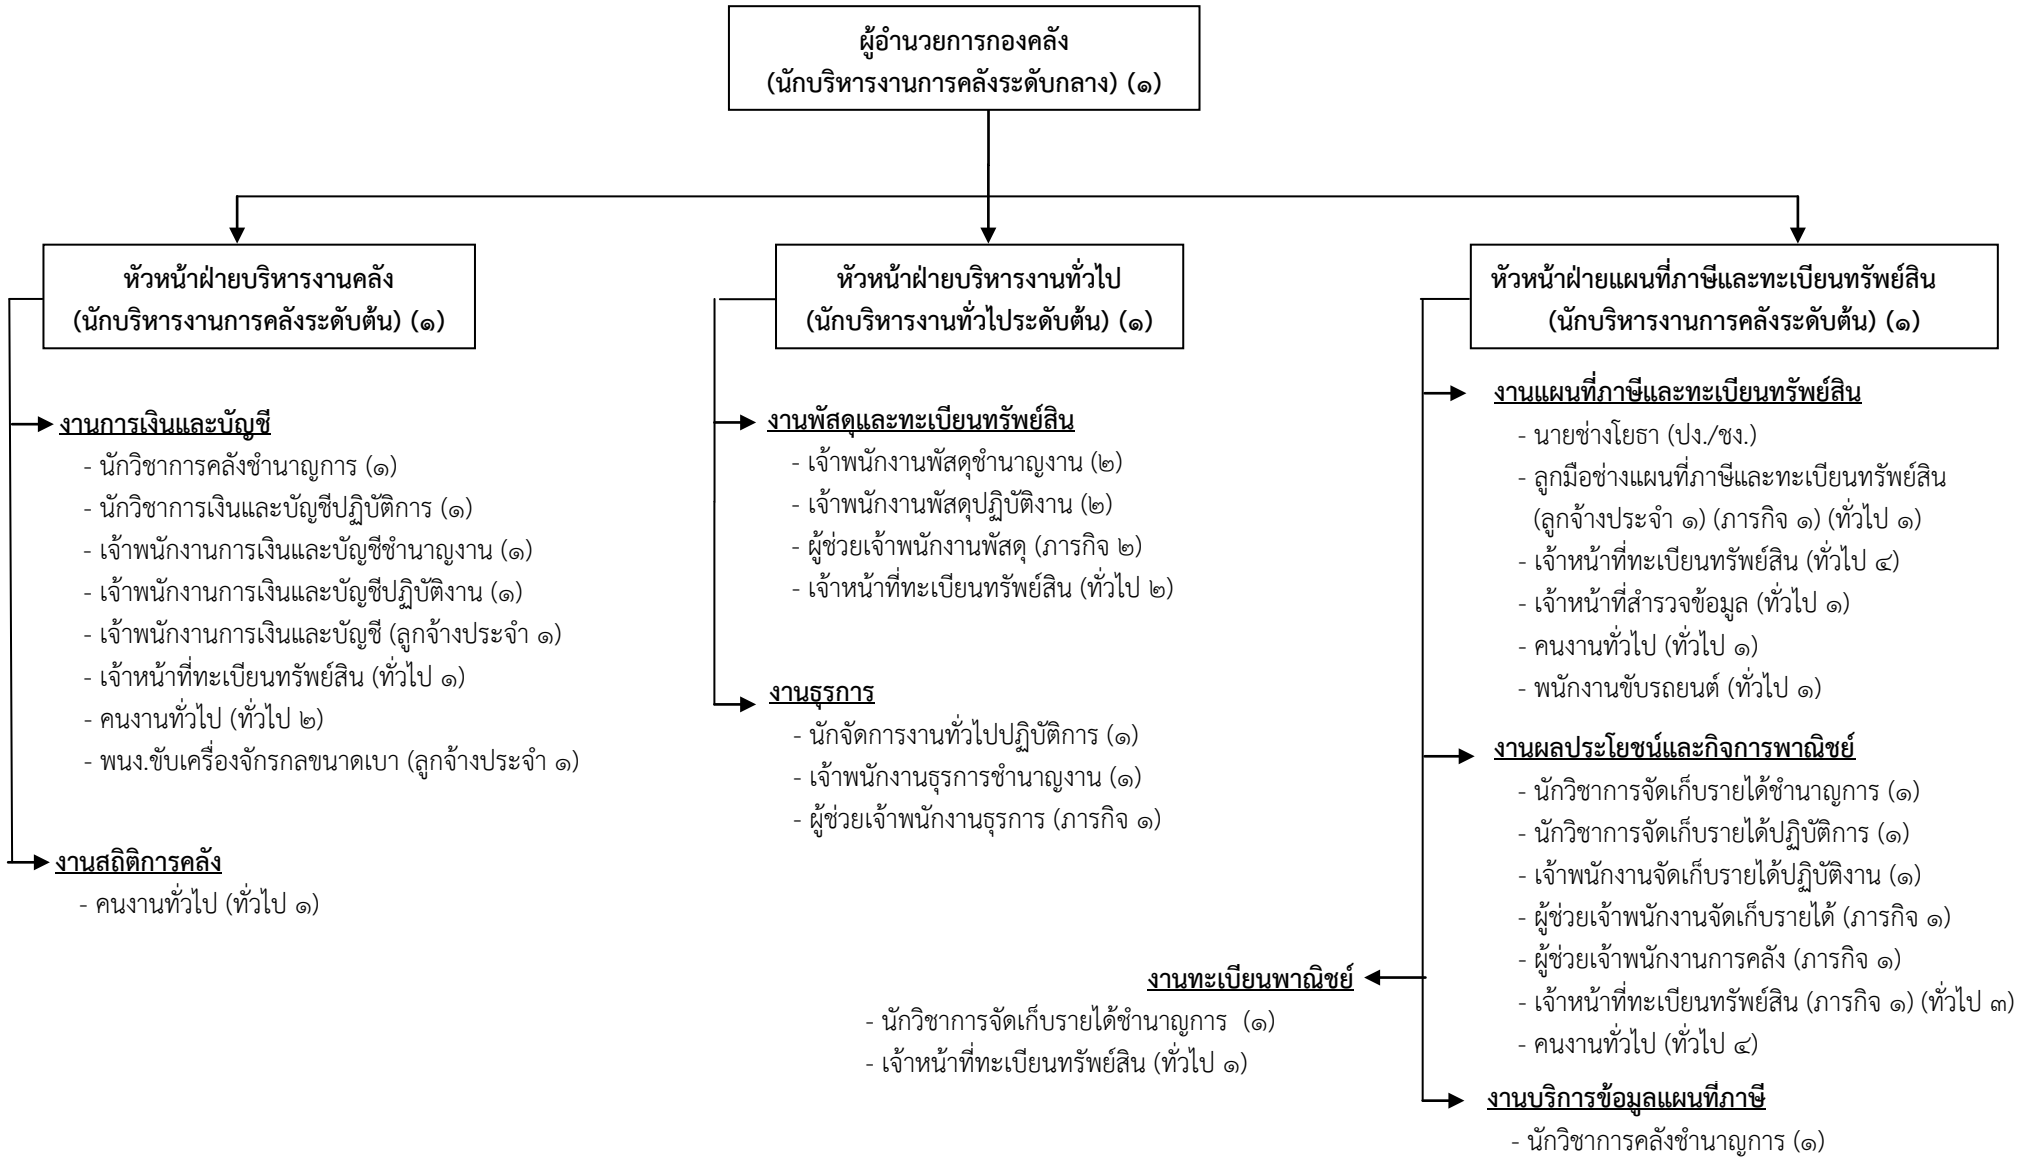 ผู้อำนวยการกองคลัง
(นักบริหารงานการคลังระดับกลาง) (๑)
หัวหน้าฝ่ายบริหารงานคลัง
(นักบริหารงานการคลังระดับต้น) (๑)
งานการเงินและบัญชี
- นักวิชาการคลังชำนาญการ (๑)
- นักวิชาการเงินและบัญชีปฏิบัติการ (๑)
- เจ้าพนักงานการเงินและบัญชีชำนาญงาน (๑)
- เจ้าพนักงานการเงินและบัญชีปฏิบัติงาน (๑)
- เจ้าพนักงานการเงินและบัญชี (ลูกจ้างประจำ ๑)
- เจ้าหน้าที่ทะเบียนทรัพย์สิน (ทั่วไป ๑)
- คนงานทั่วไป (ทั่วไป ๒)
- พนง.ขับเครื่องจักรกลขนาดเบา (ลูกจ้างประจำ ๑)
งานสถิติการคลัง
- คนงานทั่วไป (ทั่วไป ๑)
หัวหน้าฝ่ายบริหารงานทั่วไป
(นักบริหารงานทั่วไประดับต้น) (๑)
งานพัสดุและทะเบียนทรัพย์สิน
- เจ้าพนักงานพัสดุชำนาญงาน (๒)
- เจ้าพนักงานพัสดุปฏิบัติงาน (๒)
- ผู้ช่วยเจ้าพนักงานพัสดุ (ภารกิจ ๒)
- เจ้าหน้าที่ทะเบียนทรัพย์สิน (ทั่วไป ๒)
งานธุรการ
- นักจัดการงานทั่วไปปฏิบัติการ (๑)
- เจ้าพนักงานธุรการชำนาญงาน (๑)
- ผู้ช่วยเจ้าพนักงานธุรการ (ภารกิจ ๑)
หัวหน้าฝ่ายแผนที่ภาษีและทะเบียนทรัพย์สิน
(นักบริหารงานการคลังระดับต้น) (๑)
งานแผนที่ภาษีและทะเบียนทรัพย์สิน
- นายช่างโยธา (ปง./ชง.)
- ลูกมือช่างแผนที่ภาษีและทะเบียนทรัพย์สิน
(ลูกจ้างประจำ ๑) (ภารกิจ ๑) (ทั่วไป ๑)
- เจ้าหน้าที่ทะเบียนทรัพย์สิน (ทั่วไป ๔)
- เจ้าหน้าที่สำรวจข้อมูล (ทั่วไป ๑)
- คนงานทั่วไป (ทั่วไป ๑)
- พนักงานขับรถยนต์ (ทั่วไป ๑)
งานผลประโยชน์และกิจการพาณิชย์
- นักวิชาการจัดเก็บรายได้ชำนาญการ (๑)
- นักวิชาการจัดเก็บรายได้ปฏิบัติการ (๑)
- เจ้าพนักงานจัดเก็บรายได้ปฏิบัติงาน (๑)
- ผู้ช่วยเจ้าพนักงานจัดเก็บรายได้ (ภารกิจ ๑)
- ผู้ช่วยเจ้าพนักงานการคลัง (ภารกิจ ๑)
- เจ้าหน้าที่ทะเบียนทรัพย์สิน (ภารกิจ ๑) (ทั่วไป ๓)
- คนงานทั่วไป (ทั่วไป ๔)
งานทะเบียนพาณิชย์
- นักวิชาการจัดเก็บรายได้ชำนาญการ (๑)
- เจ้าหน้าที่ทะเบียนทรัพย์สิน (ทั่วไป ๑)
งานบริการข้อมูลแผนที่ภาษี
- นักวิชาการคลังชำนาญการ (๑)